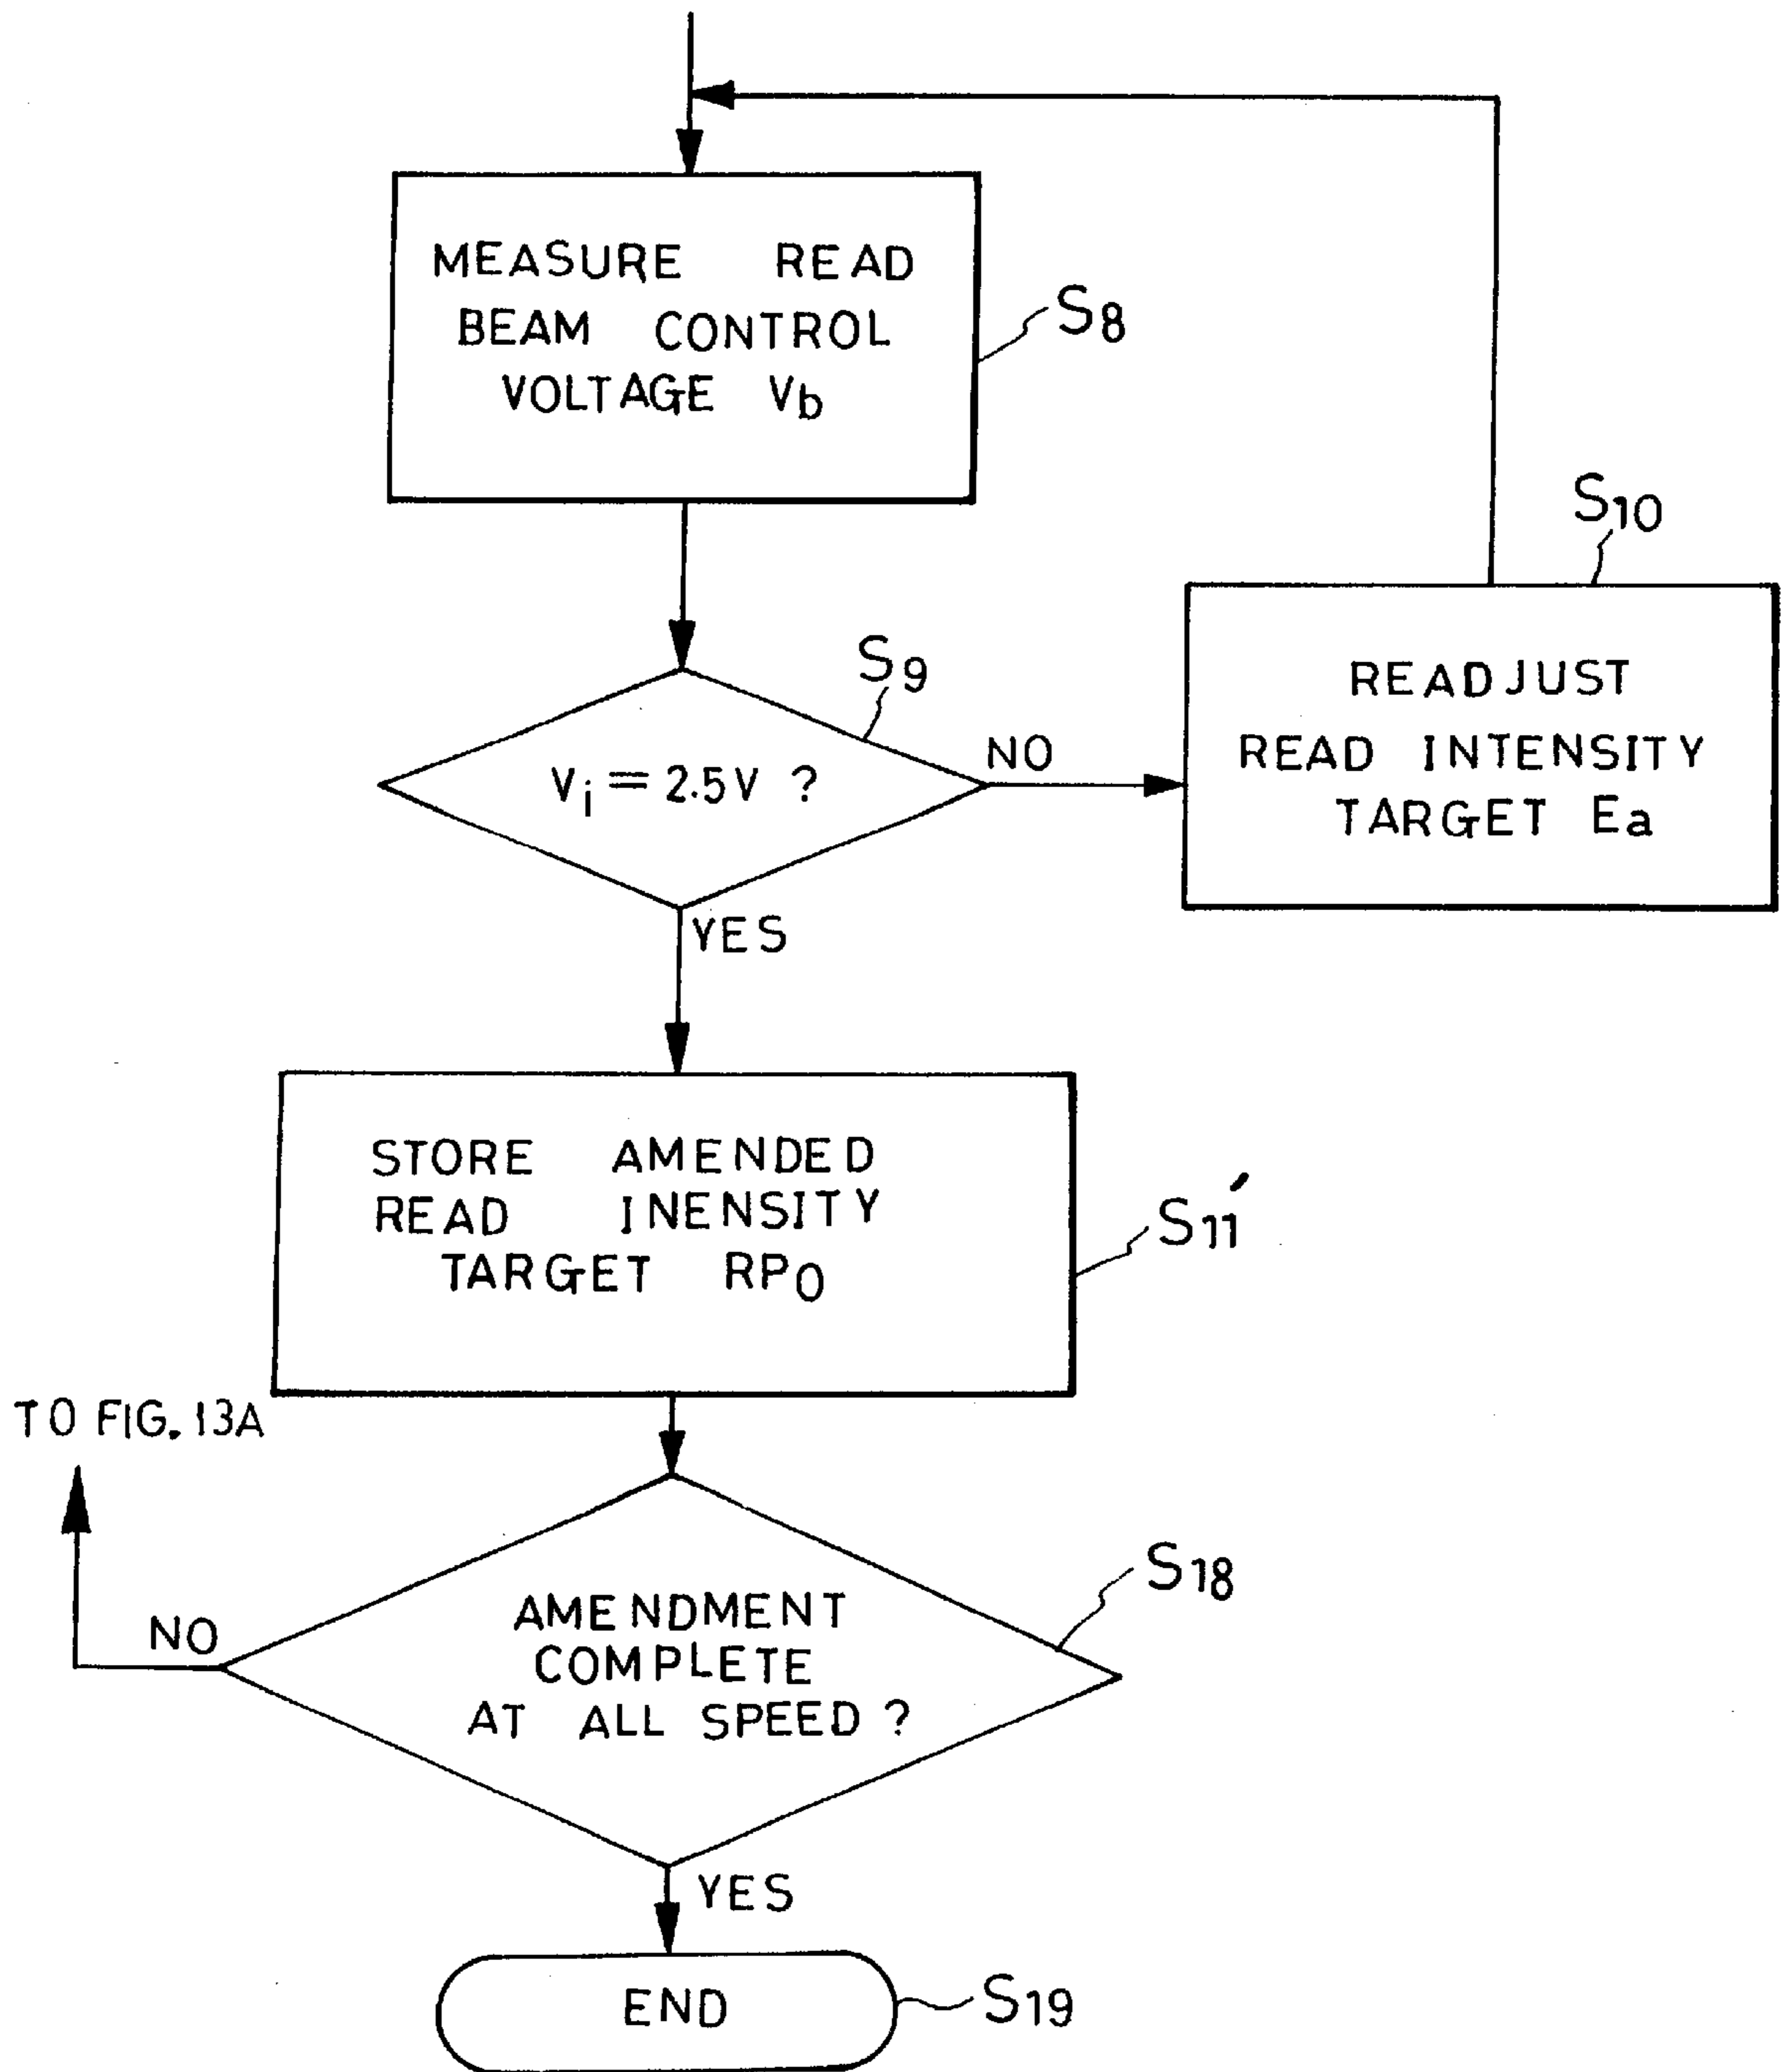 MEASURE READ
BEAM CONTROL
VOLTAGE Vb
S8
S10
READJUST
READ INTENSITY
TARGET Ea
S9
Vi = 2.5V ?
NO
YES
STORE AMENDED
READ INENSITY
TARGET RPO
S11'
TO FIG. 13A
S18
AMENDMENT
COMPLETE
AT ALL SPEED ?
NO
YES
END
S19